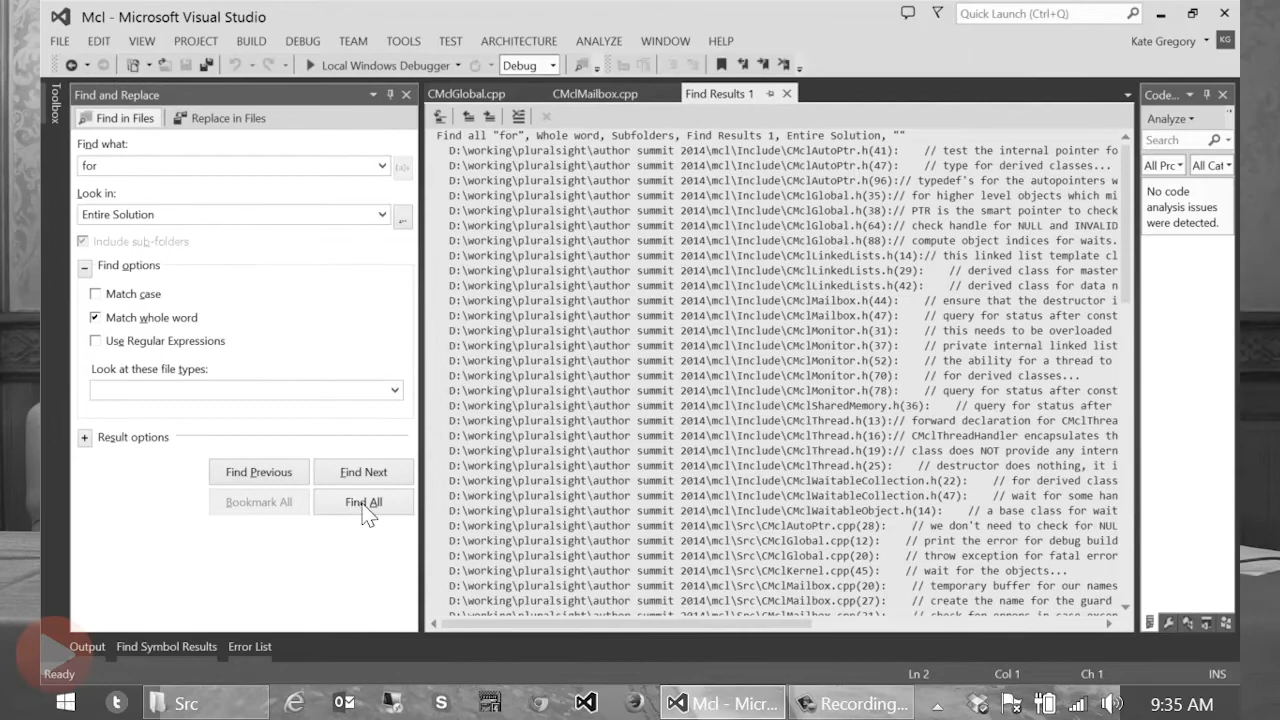 Mcl - Microsoft Visual Studio
Quick Launch (Ctrl+Q)
FILE EDIT VIEW PROJECT BUILD DEBUG TEAM TOOLS TEST ARCHITECTURE ANALYZE WINDOW HELP
Kate Gregory KG
Local Windows Debugger Debug
Toolbox
Find and Replace
Find in Files Replace in Files
Find what:
for
Look in:
Entire Solution
...
Include sub-folders
Find options
Match case
Match whole word
Use Regular Expressions
Look at these file types:
Result options
Find Previous Find Next
Bookmark All Find All
CMclGlobal.cpp CMclMailbox.cpp Find Results 1
Find all "for", Whole word, Subfolders, Find Results 1, Entire Solution, ""
D:\working\pluralsight\author summit 2014\mcl\Include\CMclAutoPtr.h(41): // test the internal pointer fo
D:\working\pluralsight\author summit 2014\mcl\Include\CMclAutoPtr.h(47): // type for derived classes...
D:\working\pluralsight\author summit 2014\mcl\Include\CMclAutoPtr.h(96):// typedef's for the autopointers w
D:\working\pluralsight\author summit 2014\mcl\Include\CMclGlobal.h(35):// for higher level objects which mi
D:\working\pluralsight\author summit 2014\mcl\Include\CMclGlobal.h(38):// PTR is the smart pointer to check
D:\working\pluralsight\author summit 2014\mcl\Include\CMclGlobal.h(64):// check handle for NULL and INVALID
D:\working\pluralsight\author summit 2014\mcl\Include\CMclGlobal.h(88):// compute object indices for waits.
D:\working\pluralsight\author summit 2014\mcl\Include\CMclLinkedLists.h(14):// this linked list template cl
D:\working\pluralsight\author summit 2014\mcl\Include\CMclLinkedLists.h(29): // derived class for master
D:\working\pluralsight\author summit 2014\mcl\Include\CMclLinkedLists.h(42): // derived class for data n
D:\working\pluralsight\author summit 2014\mcl\Include\CMclMailbox.h(44): // ensure that the destructor i
D:\working\pluralsight\author summit 2014\mcl\Include\CMclMailbox.h(47): // query for status after const
D:\working\pluralsight\author summit 2014\mcl\Include\CMclMonitor.h(31): // this needs to be overloaded
D:\working\pluralsight\author summit 2014\mcl\Include\CMclMonitor.h(37): // private internal linked list
D:\working\pluralsight\author summit 2014\mcl\Include\CMclMonitor.h(52): // the ability for a thread to
D:\working\pluralsight\author summit 2014\mcl\Include\CMclMonitor.h(70): // for derived classes...
D:\working\pluralsight\author summit 2014\mcl\Include\CMclMonitor.h(78): // query for status after const
D:\working\pluralsight\author summit 2014\mcl\Include\CMclSharedMemory.h(36): // query for status after
D:\working\pluralsight\author summit 2014\mcl\Include\CMclThread.h(13):// forward declaration for CMclThrea
D:\working\pluralsight\author summit 2014\mcl\Include\CMclThread.h(16):// CMclThreadHandler encapsulates th
D:\working\pluralsight\author summit 2014\mcl\Include\CMclThread.h(19):// class does NOT provide any intern
D:\working\pluralsight\author summit 2014\mcl\Include\CMclThread.h(25): // destructor does nothing, it i
D:\working\pluralsight\author summit 2014\mcl\Include\CMclWaitableCollection.h(22): // for derived class
D:\working\pluralsight\author summit 2014\mcl\Include\CMclWaitableCollection.h(47): // wait for some han
D:\working\pluralsight\author summit 2014\mcl\Include\CMclWaitableObject.h(14): // a base class for wait
D:\working\pluralsight\author summit 2014\mcl\Src\CMclAutoPtr.cpp(28): // we don't need to check for NUL
D:\working\pluralsight\author summit 2014\mcl\Src\CMclGlobal.cpp(12): // print the error for debug build
D:\working\pluralsight\author summit 2014\mcl\Src\CMclGlobal.cpp(20): // throw exception for fatal error
D:\working\pluralsight\author summit 2014\mcl\Src\CMclKernel.cpp(45): // wait for the objects...
D:\working\pluralsight\author summit 2014\mcl\Src\CMclMailbox.cpp(20): // temporary buffer for our names
D:\working\pluralsight\author summit 2014\mcl\Src\CMclMailbox.cpp(27): // create the name for the guard
Code...
Analyze
Search
All Prc All Cat
No code
analysis issues
were detected.
Output Find Symbol Results Error List
Ready Ln 2 Col 1 Ch 1 INS
Src Mcl - Micr... Recording... 9:35 AM